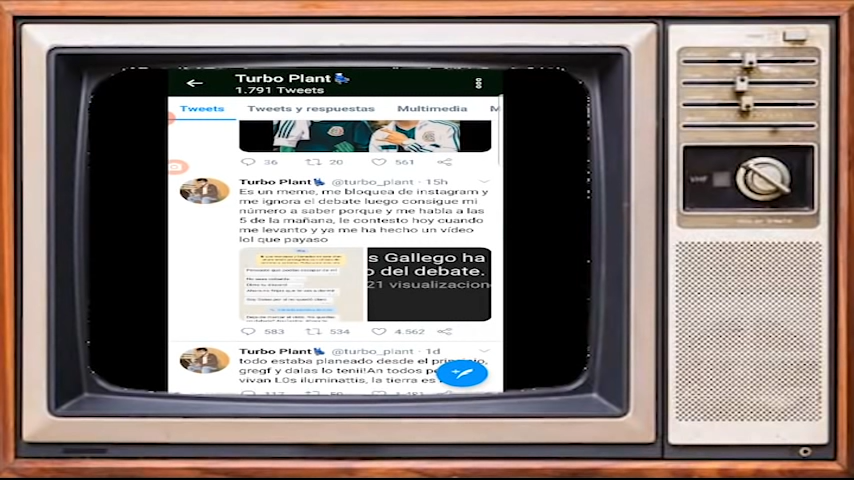 Turbo Plant
1.791 Tweets
Tweets Tweets y respuestas Multimedia M
36 20 561
Turbo Plant @turbo_plant · 15h
Es un meme, me bloquea de instagram y
me ignora el debate luego consigue mi
número a saber porque y me habla a las
5 de la mañana, le contesto hoy cuando
me levanto y ya me ha hecho un vídeo
lol que payaso
s Gallego ha
o del debate.
21 visualizacion
583 534 4.562
Turbo Plant @turbo_plant · 1d
todo estaba planeado desde el
gregf y dalas lo tenii!An todos
vivan L0s iluminattis, la tierra es
VHF